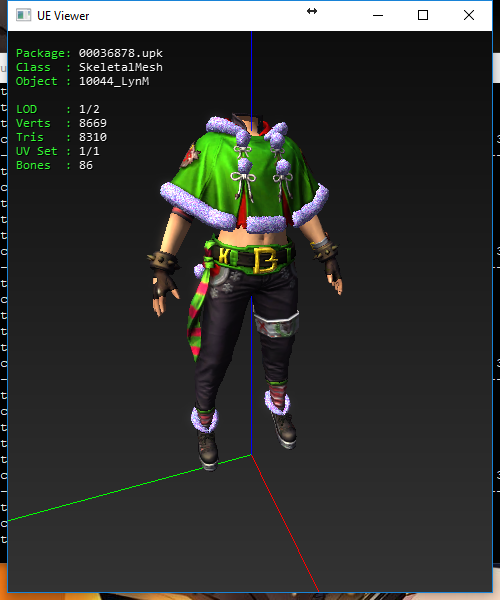 UE Viewer
Package: 00036878.upk
Class : SkeletalMesh
Object : 10044_LynM
LOD : 1/2
Verts : 8669
Tris : 8310
UV Set : 1/1
Bones : 86
K
B